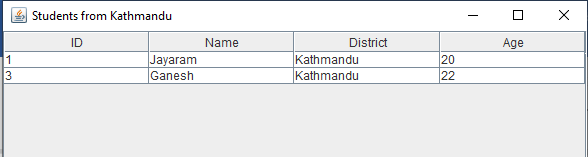 Students from Kathmandu
ID Name District Age
1 Jayaram Kathmandu 20
3 Ganesh Kathmandu 22